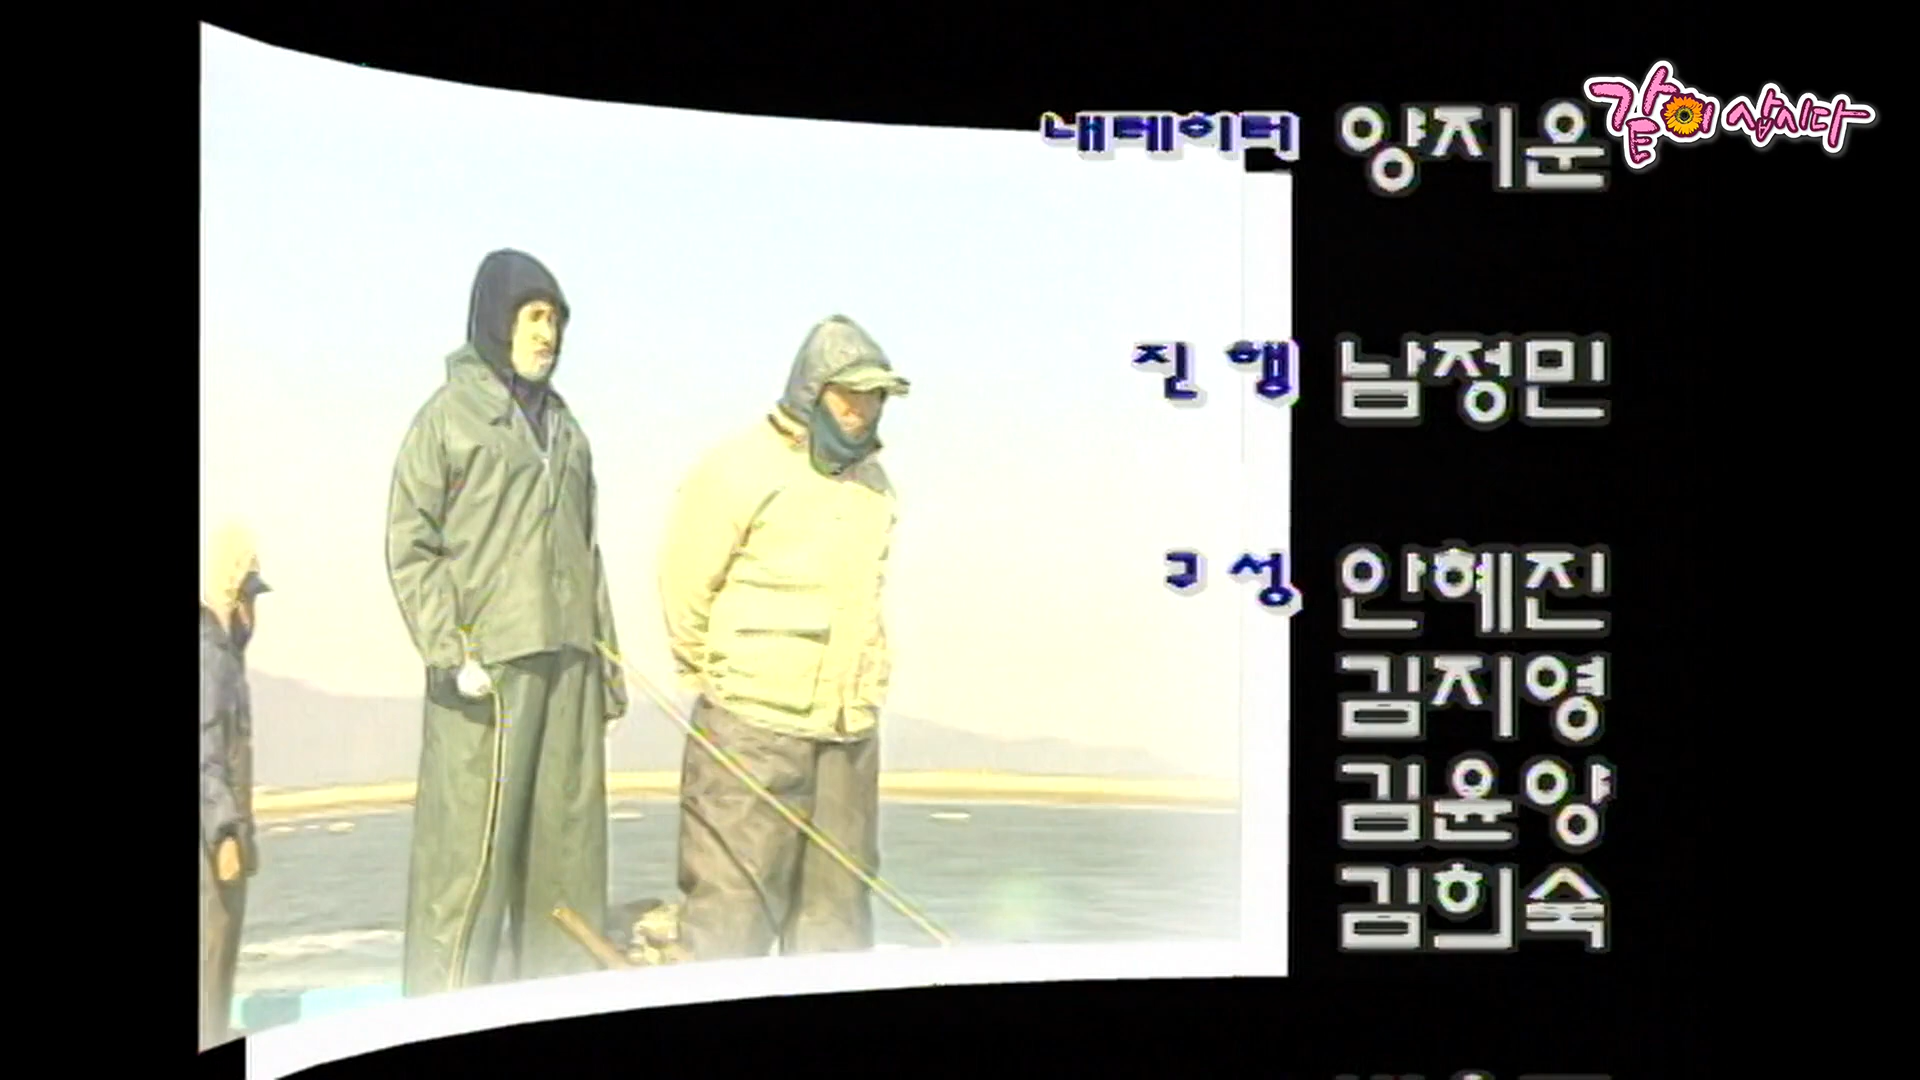 같이 삽시다
내레이터 양지운
진 행 남정민
구 성 안혜진
김지영
김윤양
김희숙